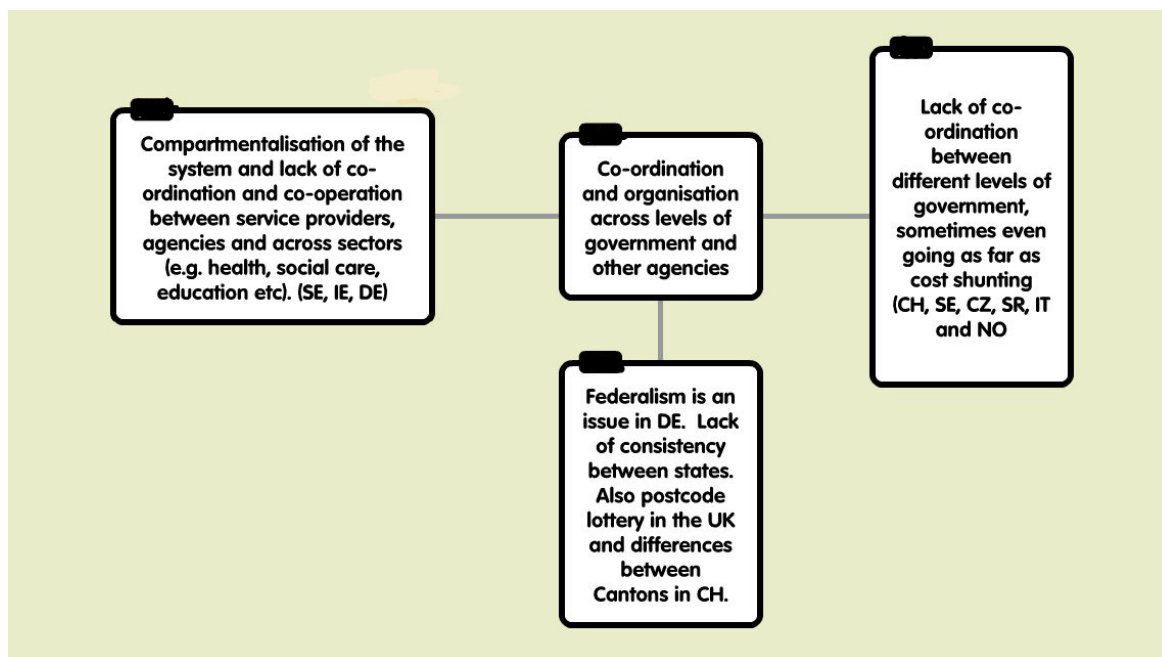 Compartmentalisation of the
system and lack of co-
ordination and co-operation
between service providers,
agencies and across sectors
(e.g. health, social care,
education etc). (SE, IE, DE)
Co-ordination
and organisation
across levels of
government and
other agencies
Lack of co-
ordination
between
different levels of
government,
sometimes even
going as far as
cost shunting
(CH, SE, CZ, SR, IT
and NO
Federalism is an
issue in DE.  Lack
of consistency
between states.
Also postcode
lottery in the UK
and differences
between
Cantons in CH.